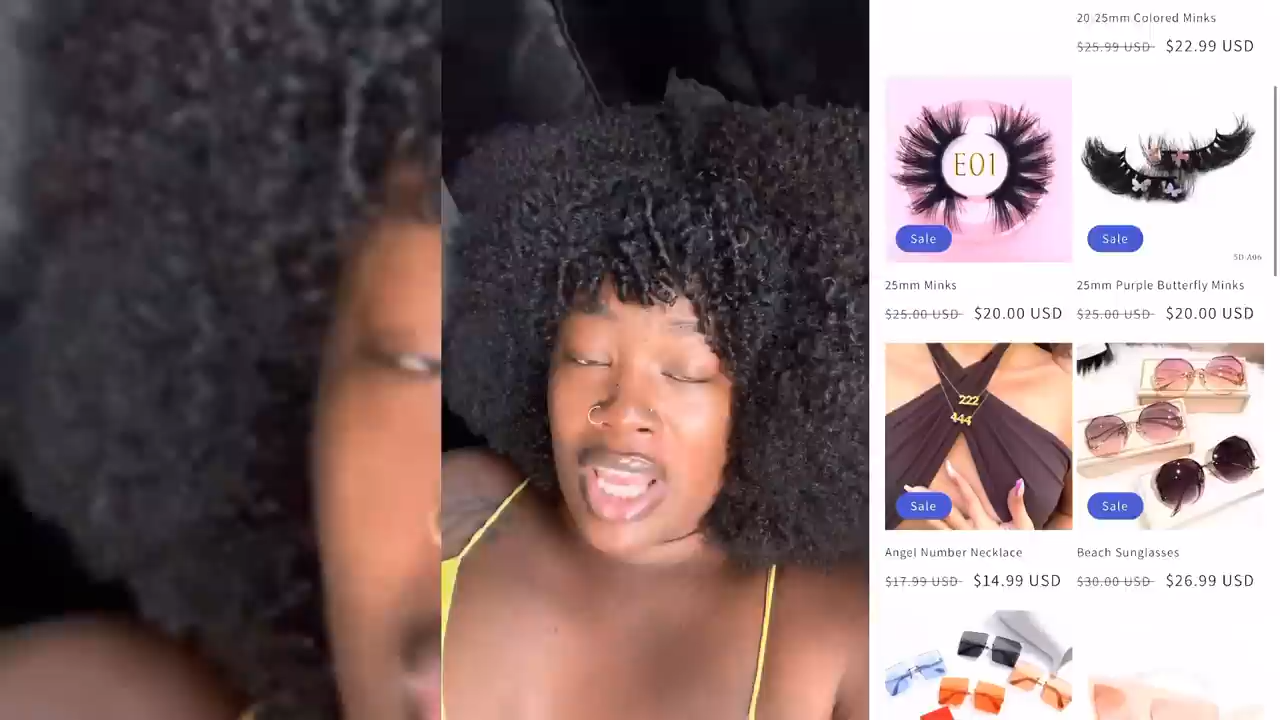 20-25mm Colored Minks
$25.99 USD $22.99 USD
E01
Sale
Sale
5D-A06
25mm Minks
25mm Purple Butterfly Minks
$25.00 USD $20.00 USD
$25.00 USD $20.00 USD
222
444
Sale
Sale
Angel Number Necklace
Beach Sunglasses
$17.99 USD $14.99 USD
$30.00 USD $26.99 USD